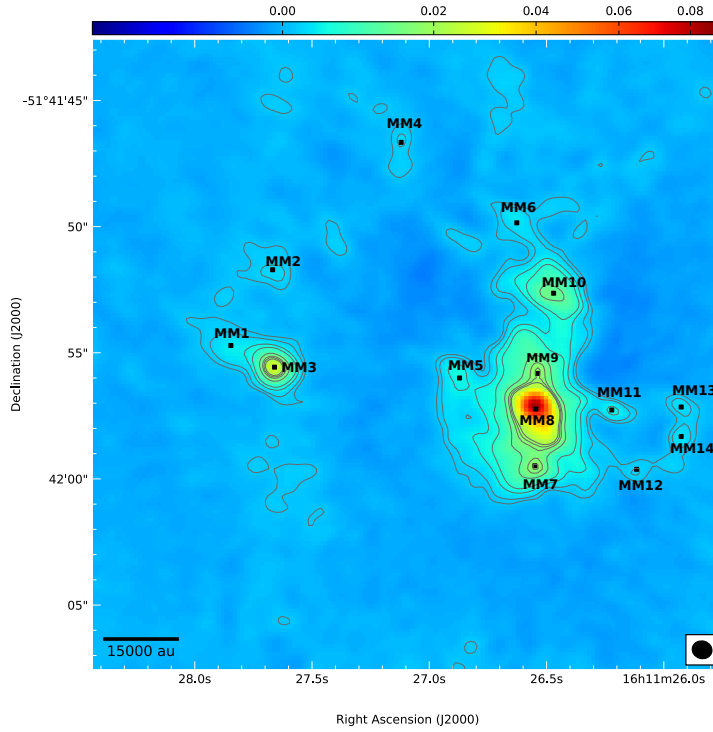 0.00 0.02 0.04 0.06 0.08
-51°41'45"
MM4
MM6
50"
MM2
MM10
MM1
55"
MM9
MM3
MM5
MM11
MM13
MM8
MM14
42'00"
MM7
MM12
05"
15000 au
28.0s 27.5s 27.0s 26.5s 16h11m26.0s
Declination (J2000)
Right Ascension (J2000)